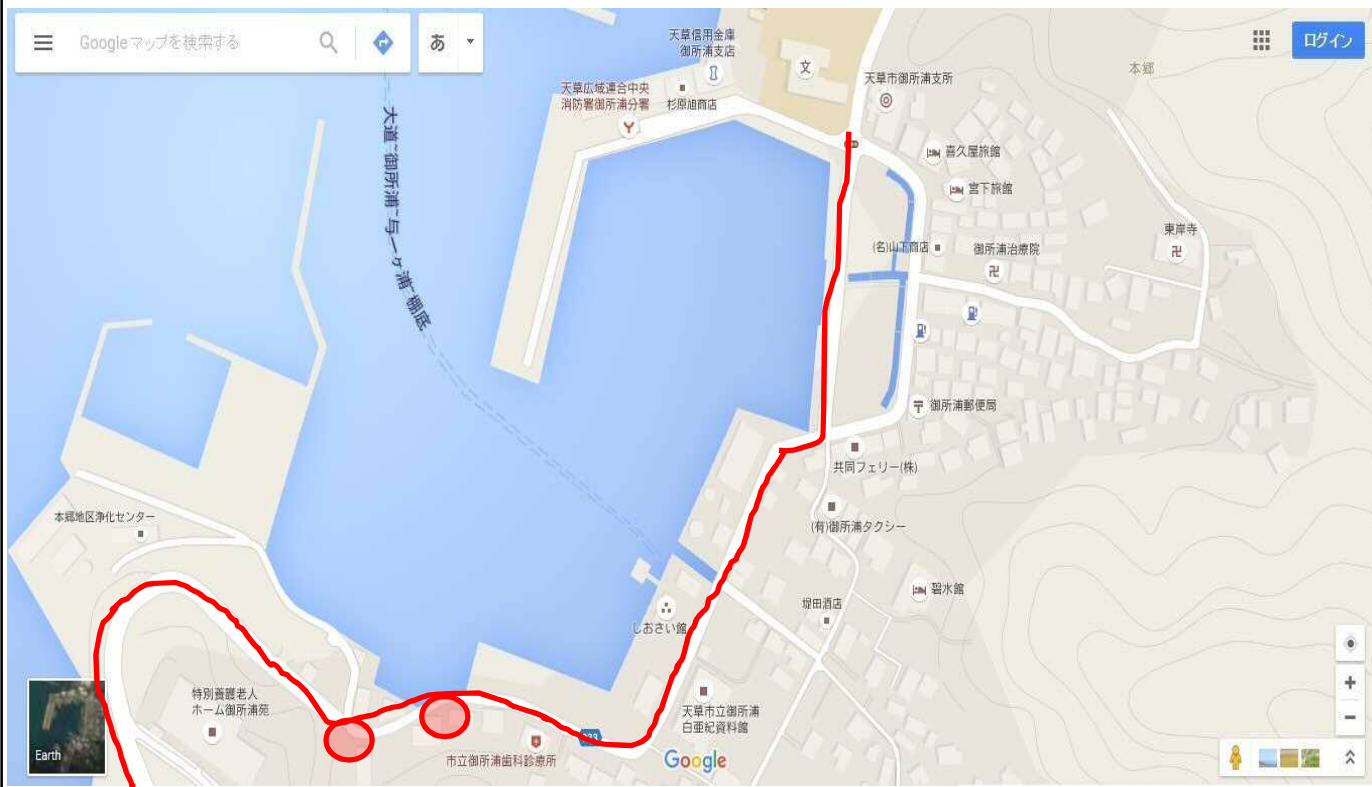 Google マップを検索する
あ
ログイン
天草信用金庫
御所浦支店
文
本郷
天草市御所浦支所
天草広域連合中央
消防署御所浦分署
杉原旭商店
喜久屋旅館
宮下旅館
大道-御所浦-与一ヶ浦-棚底
東岸寺
(名)山下商店
御所浦治療院
御所浦郵便局
共同フェリー(株)
本郷地区浄化センター
(有)御所浦タクシー
碧水館
堤田酒店
しおさい館
特別養護老人
ホーム御所浦苑
天草市立御所浦
白亜紀資料館
市立御所浦歯科診療所
Google
Earth